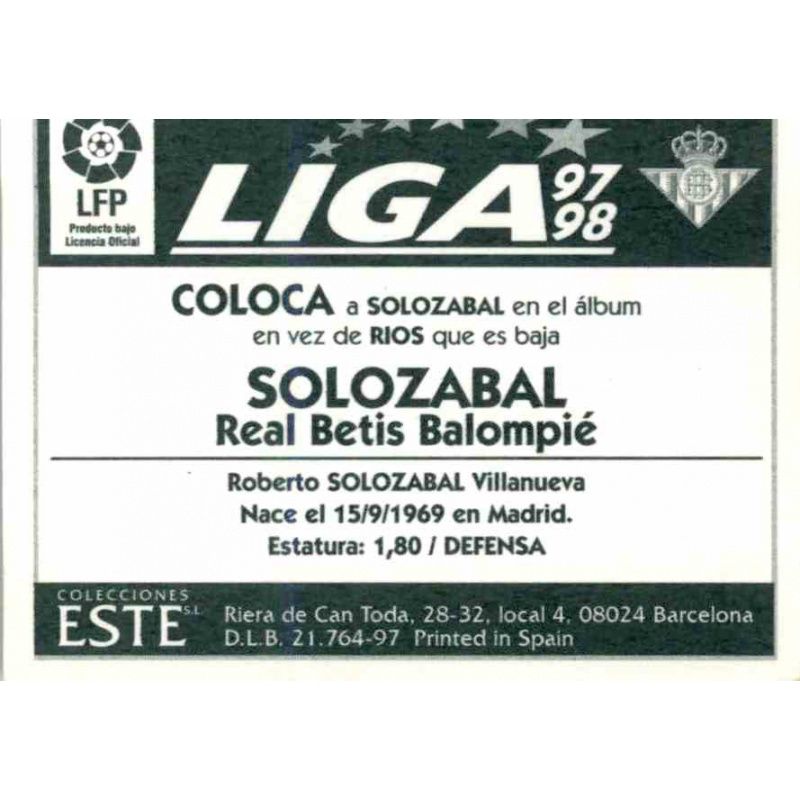 LFP
Producto bajo
Licencia Oficial
LIGA 97 98
COLOCA a SOLOZABAL en el álbum
en vez de RIOS que es baja
SOLOZABAL
Real Betis Balompié
Roberto SOLOZABAL Villanueva
Nace el 15/9/1969 en Madrid.
Estatura: 1,80 / DEFENSA
COLECCIONES
ESTE S.L.
Riera de Can Toda, 28-32, local 4, 08024 Barcelona
D.L.B. 21.764-97 Printed in Spain